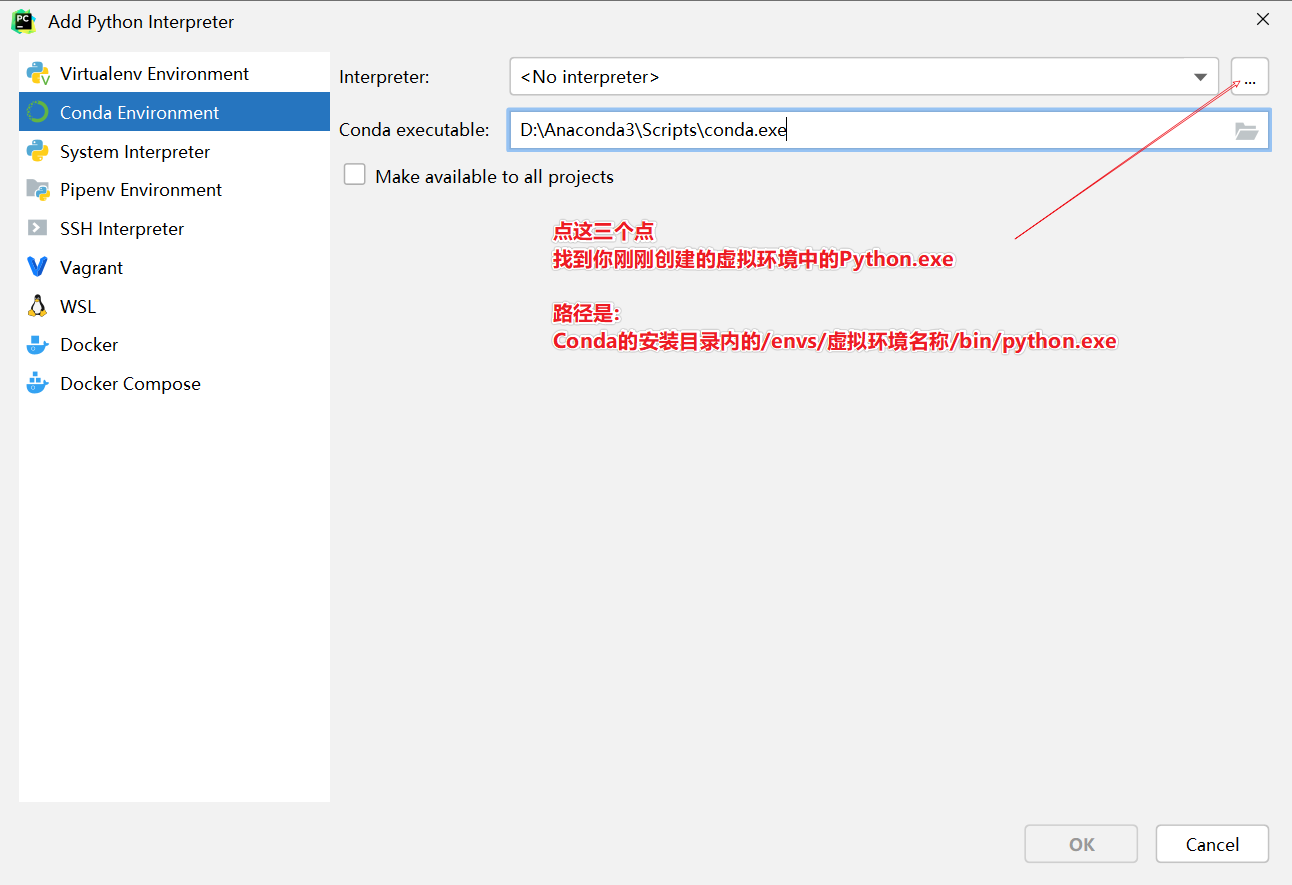 Add Python Interpreter
Virtualenv Environment
Conda Environment
System Interpreter
Pipenv Environment
SSH Interpreter
Vagrant
WSL
Docker
Docker Compose
Interpreter:
<No interpreter>
...
Conda executable:
D:\Anaconda3\Scripts\conda.exe
Make available to all projects
点这三个点
找到你刚刚创建的虚拟环境中的Python.exe
路径是:
Conda的安装目录内的/envs/虚拟环境名称/bin/python.exe
OK
Cancel